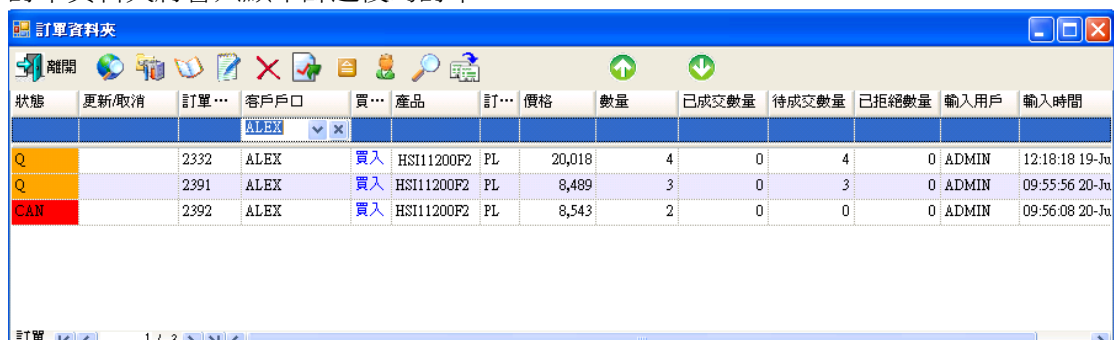 訂單資料夾
離開
狀態 更新/取消 訂單… 客戶戶口 買… 產品 訂… 價格 數量 已成交數量 待成交數量 已拒絕數量 輸入用戶 輸入時間
ALEX
Q 2332 ALEX 買入 HSI11200F2 PL 20,018 4 0 4 0 ADMIN 12:18:18 19-Ju
Q 2391 ALEX 買入 HSI11200F2 PL 8,489 3 0 3 0 ADMIN 09:55:56 20-Ju
CAN 2392 ALEX 買入 HSI11200F2 PL 8,543 2 0 0 0 ADMIN 09:56:08 20-Ju
訂單 1 / 3